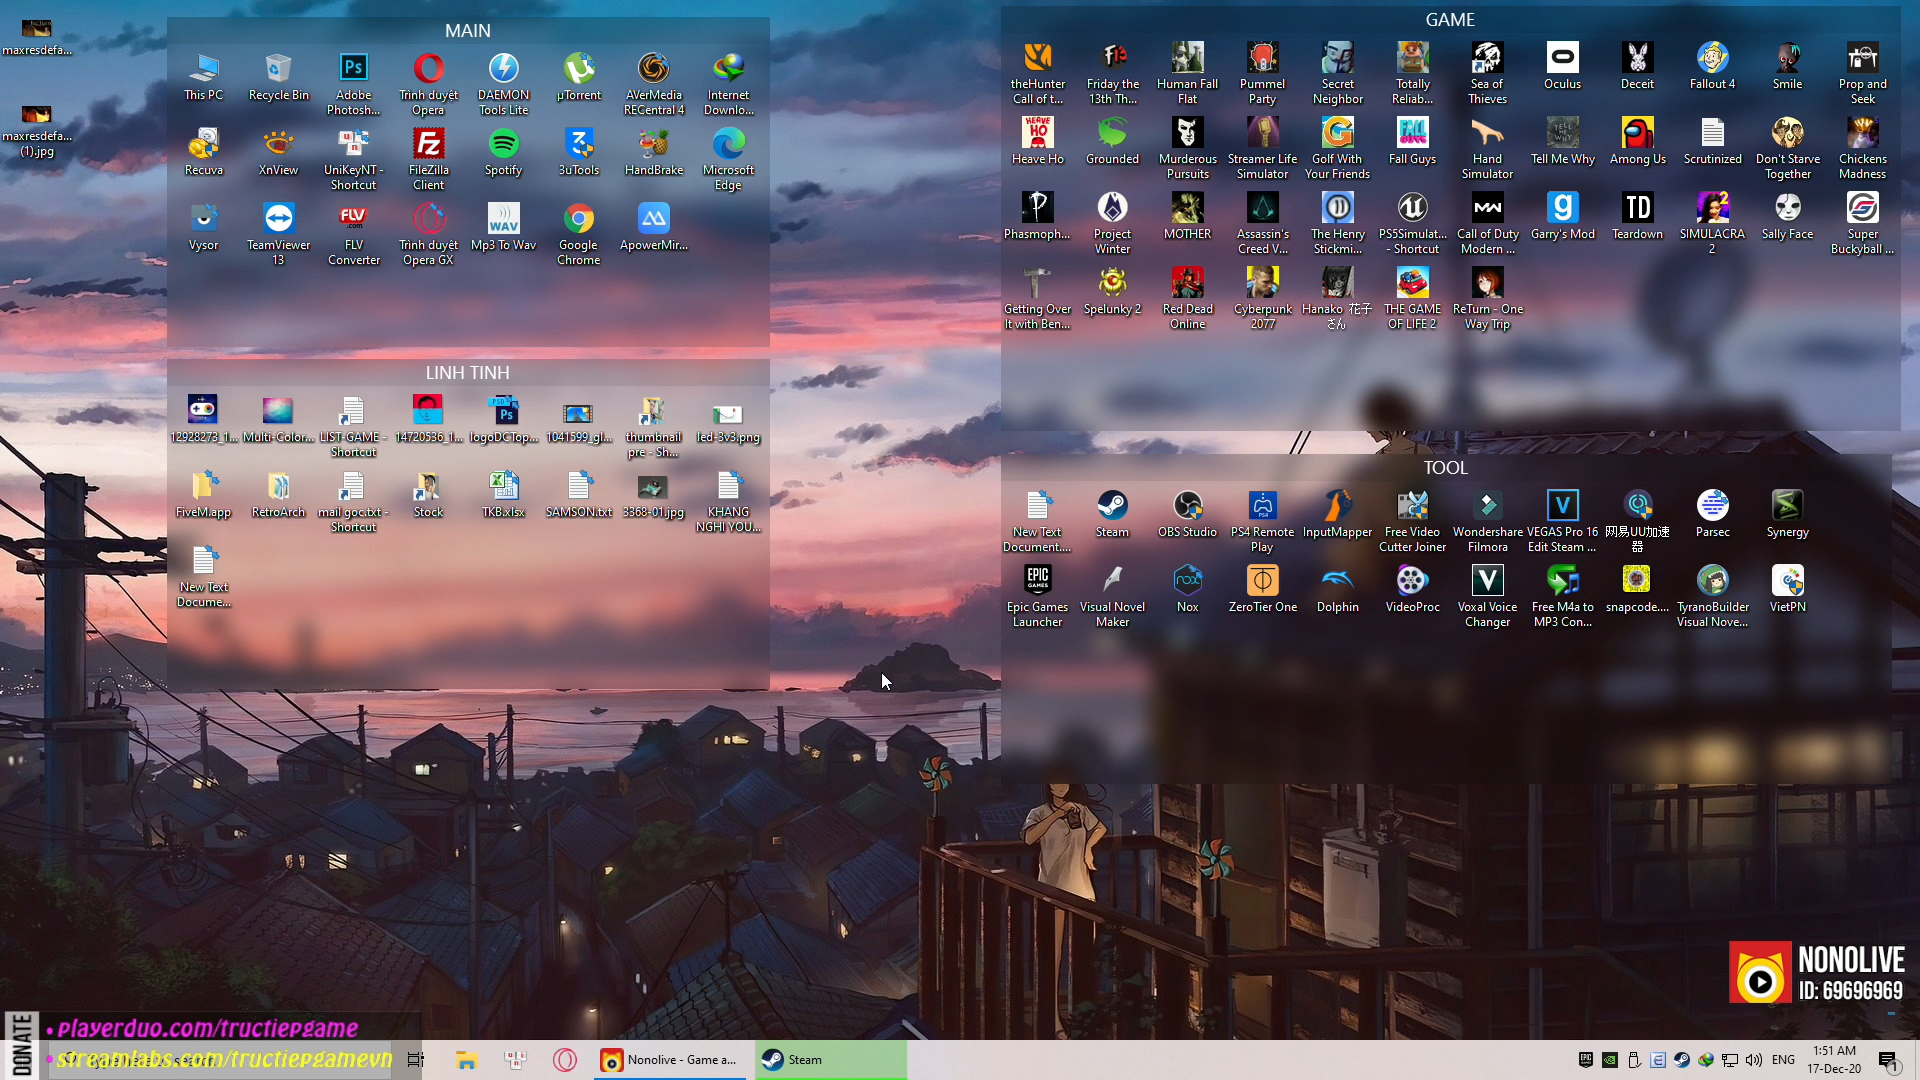 maxresdefa...
maxresdefa...
(1).jpg
MAIN
This PC
Recycle Bin
Adobe
Photosh...
Trình duyệt
Opera
DAEMON
Tools Lite
µTorrent
AVerMedia
RECentral 4
Internet
Downlo...
Recuva
XnView
UniKeyNT -
Shortcut
FileZilla
Client
Spotify
3uTools
HandBrake
Microsoft
Edge
Vysor
TeamViewer
13
FLV
Converter
Trình duyệt
Opera GX
Mp3 To Wav
Google
Chrome
ApowerMir...
LINH TINH
12928273_1...
Multi-Color...
LIST-GAME -
Shortcut
14720536_1...
logoDCTop...
1041599_gl...
thumbnail
pre - Sh...
led-3v3.png
FiveM.app
RetroArch
mail goc.txt -
Shortcut
Stock
TKB.xlsx
SAMSON.txt
3368-01.jpg
KHANG
NGHI YOU...
New Text
Docume...
GAME
theHunter
Call of t...
Friday the
13th Th...
Human Fall
Flat
Pummel
Party
Secret
Neighbor
Totally
Reliab...
Sea of
Thieves
Oculus
Deceit
Fallout 4
Smile
Prop and
Seek
Heave Ho
Grounded
Murderous
Pursuits
Streamer Life
Simulator
Golf With
Your Friends
Fall Guys
Hand
Simulator
Tell Me Why
Among Us
Scrutinized
Don't Starve
Together
Chickens
Madness
Phasmoph...
Project
Winter
MOTHER
Assassin's
Creed V...
The Henry
Stickmi...
PS5Simulat...
- Shortcut
Call of Duty
Modern ...
Garry's Mod
Teardown
SIMULACRA
2
Sally Face
Super
Buckyball ...
Getting Over
It with Ben...
Spelunky 2
Red Dead
Online
Cyberpunk
2077
Hanako 花子
さん
THE GAME
OF LIFE 2
ReTurn - One
Way Trip
TOOL
New Text
Document....
Steam
OBS Studio
PS4 Remote
Play
InputMapper
Free Video
Cutter Joiner
Wondershare
Filmora
VEGAS Pro 16
Edit Steam ...
网易UU加速
器
Parsec
Synergy
Epic Games
Launcher
Visual Novel
Maker
Nox
ZeroTier One
Dolphin
VideoProc
Voxal Voice
Changer
Free M4a to
MP3 Con...
snapcode....
TyranoBuilder
Visual Nove...
VietPN
NONOLIVE
ID: 69696969
DONATE
• playerduo.com/tructiepgame
• streamlabs.com/tructiepgamevn
Nonolive - Game a...
Steam
ENG
1:51 AM
17-Dec-20
1